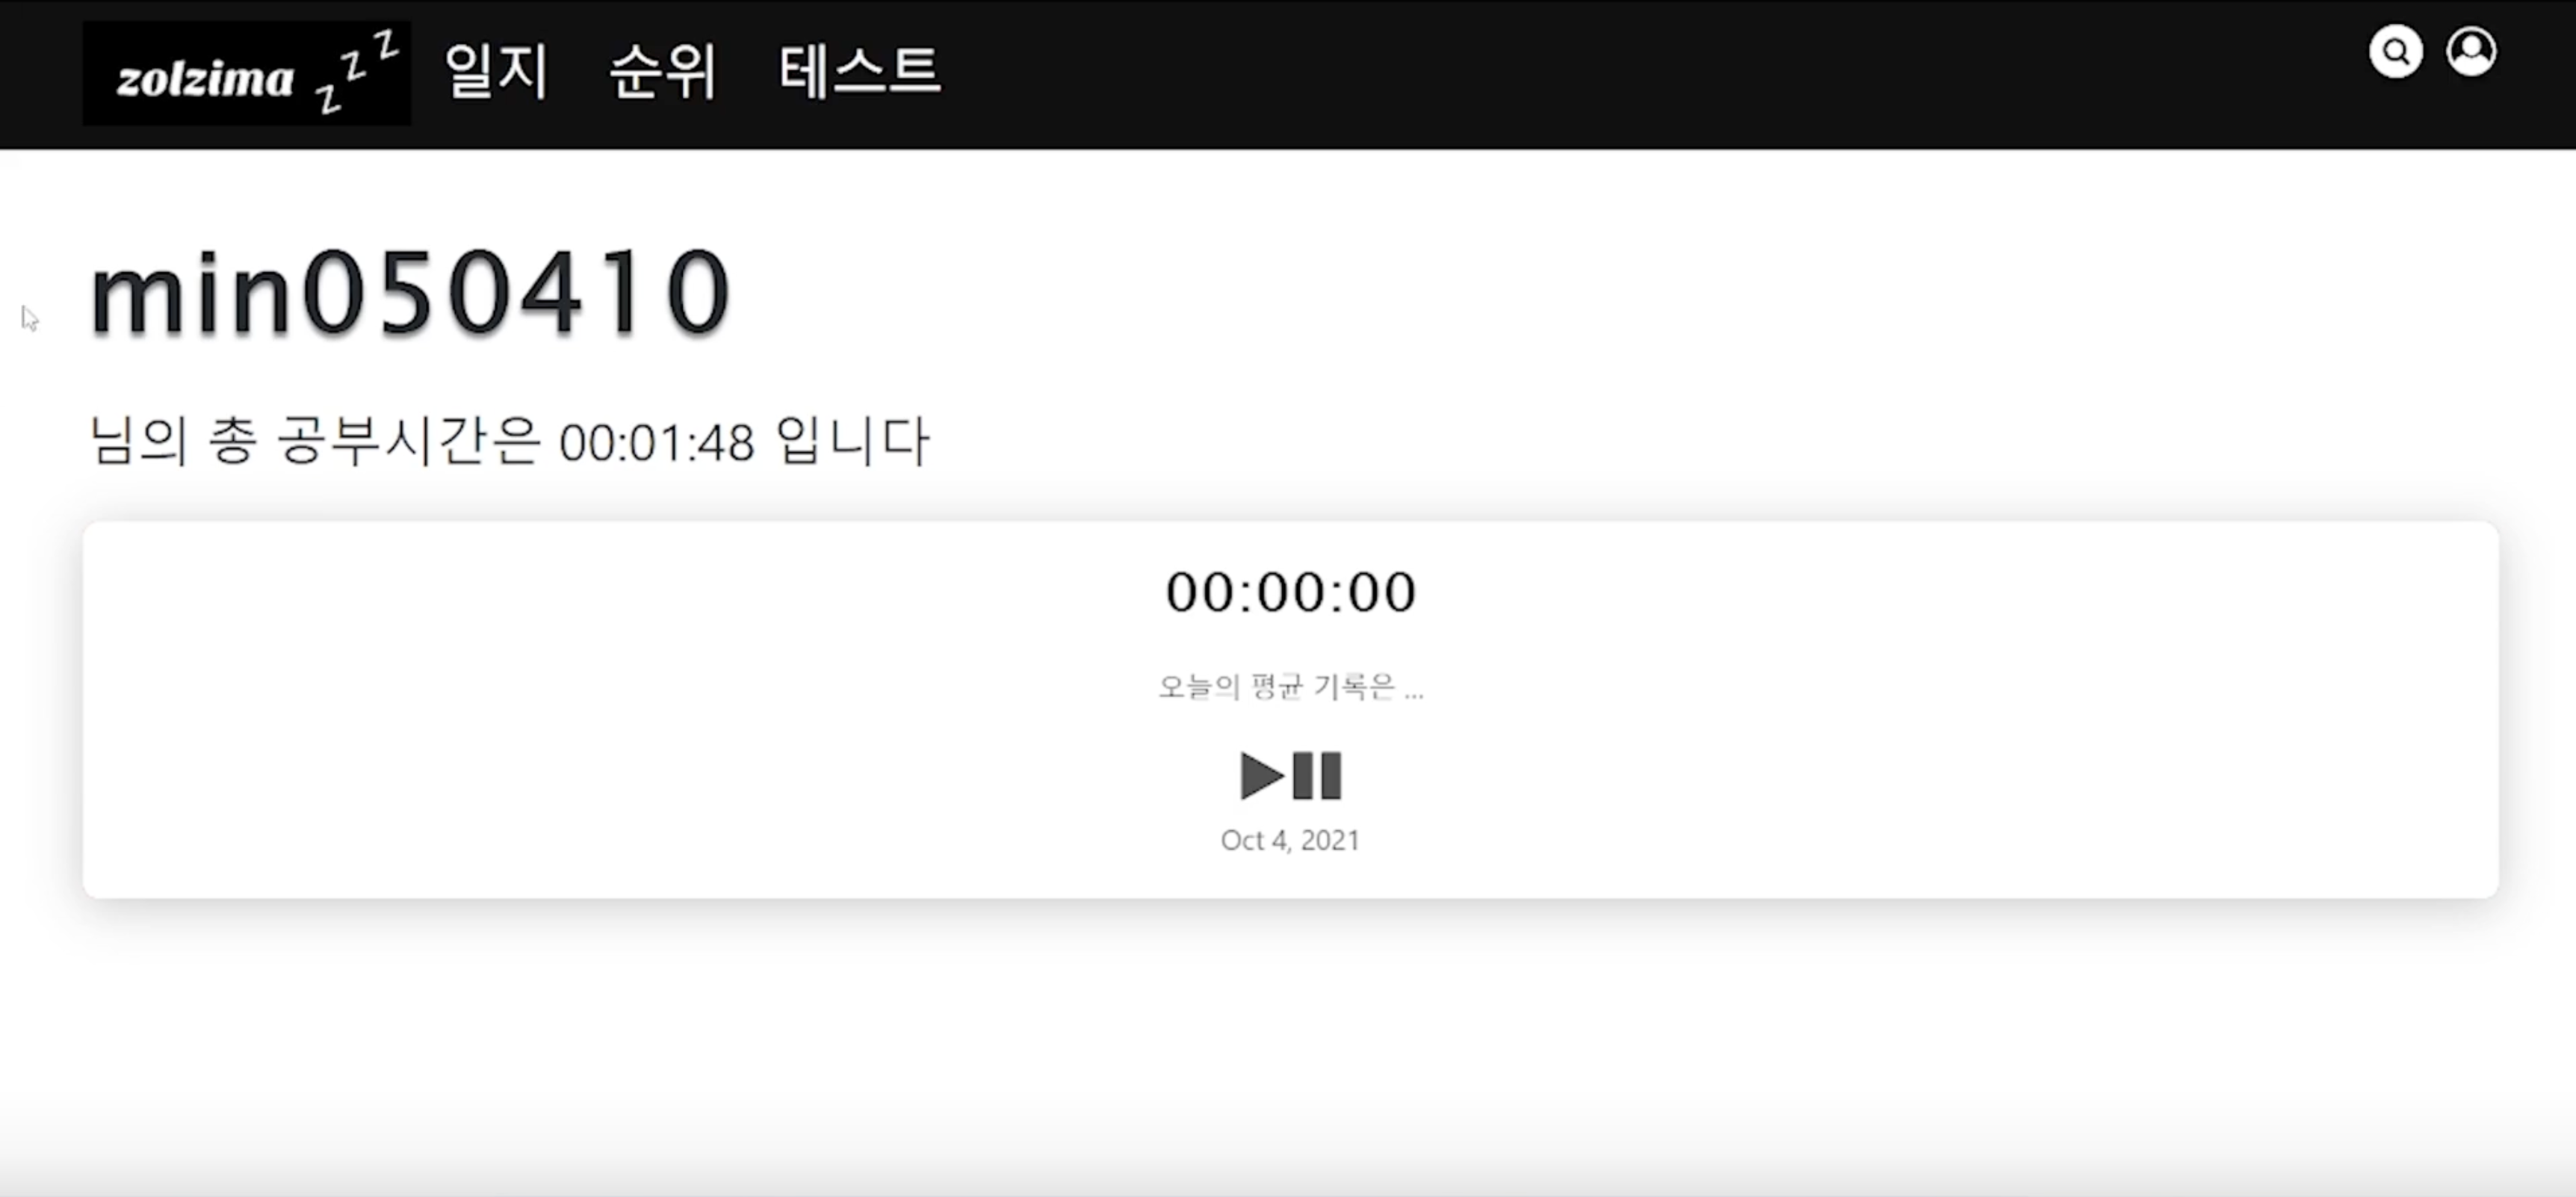 zolzima z z z 일지 순위 테스트
min050410
님의 총 공부시간은 00:01:48 입니다
00:00:00
오늘의 평균 기록은 ...
Oct 4, 2021